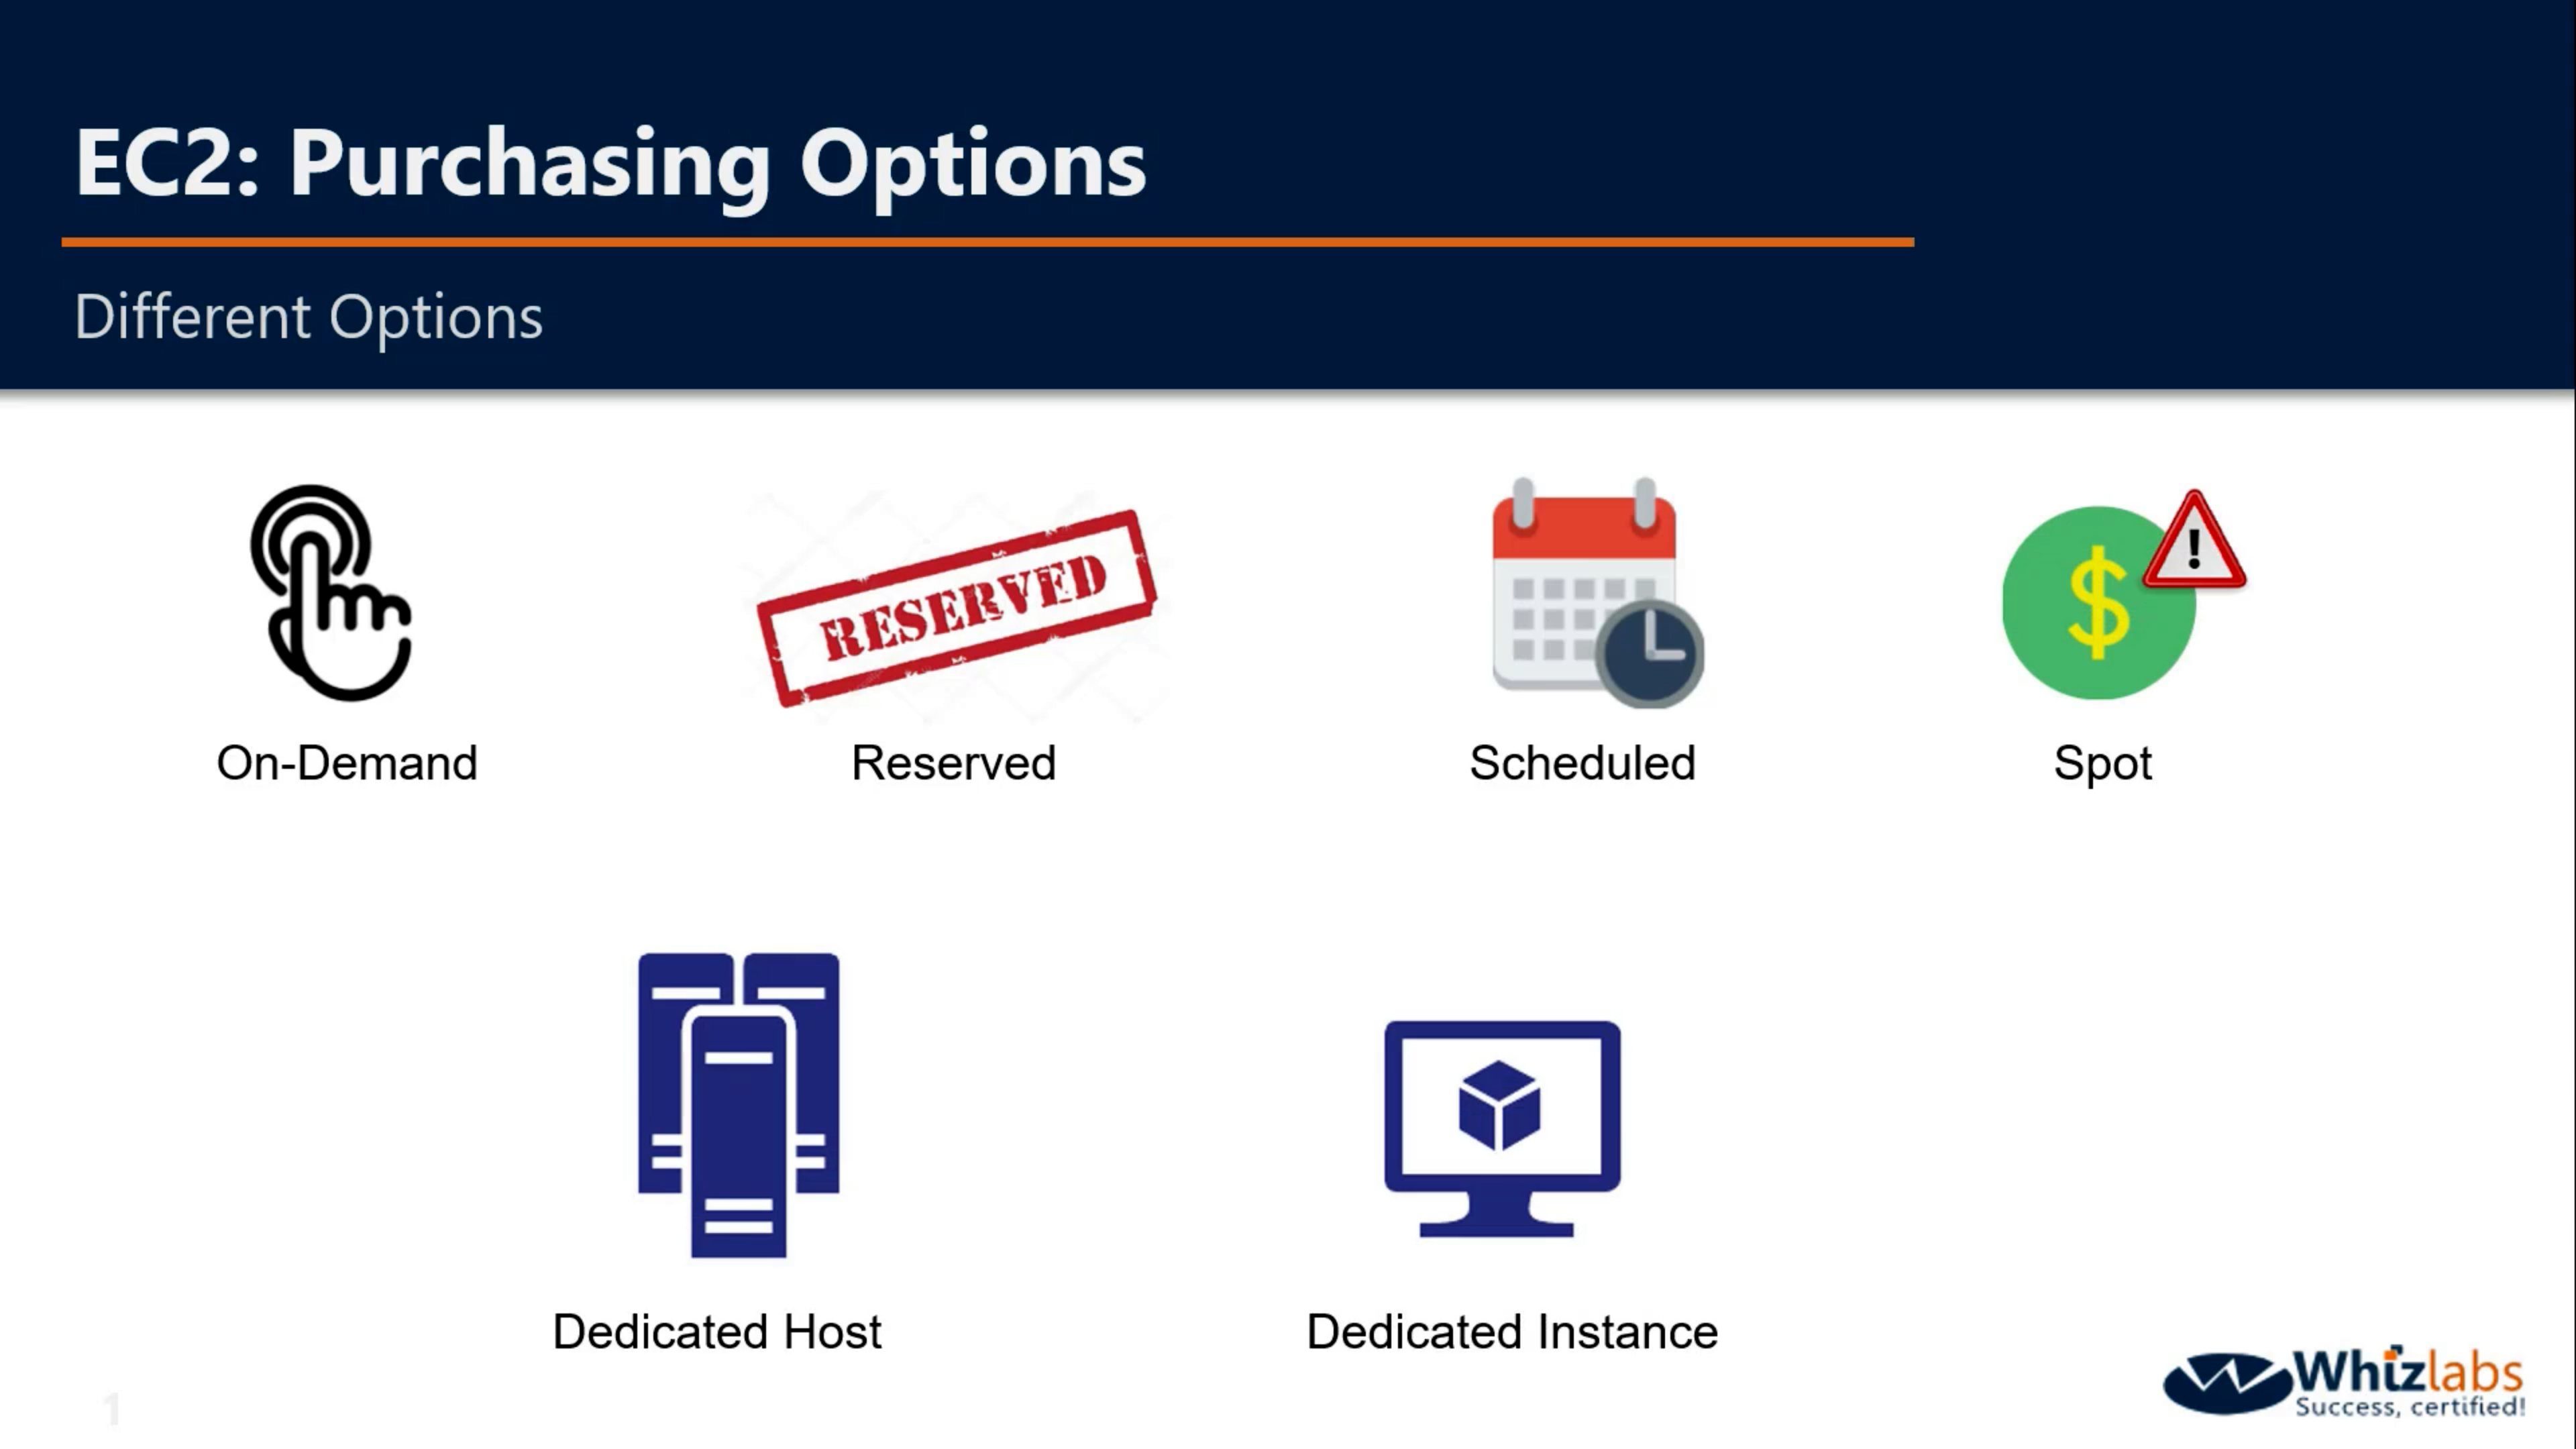 EC2: Purchasing Options
Different Options
RESERVED
On-Demand
Reserved
Scheduled
Spot
Dedicated Host
Dedicated Instance
1
Whizlabs
Success, certified!